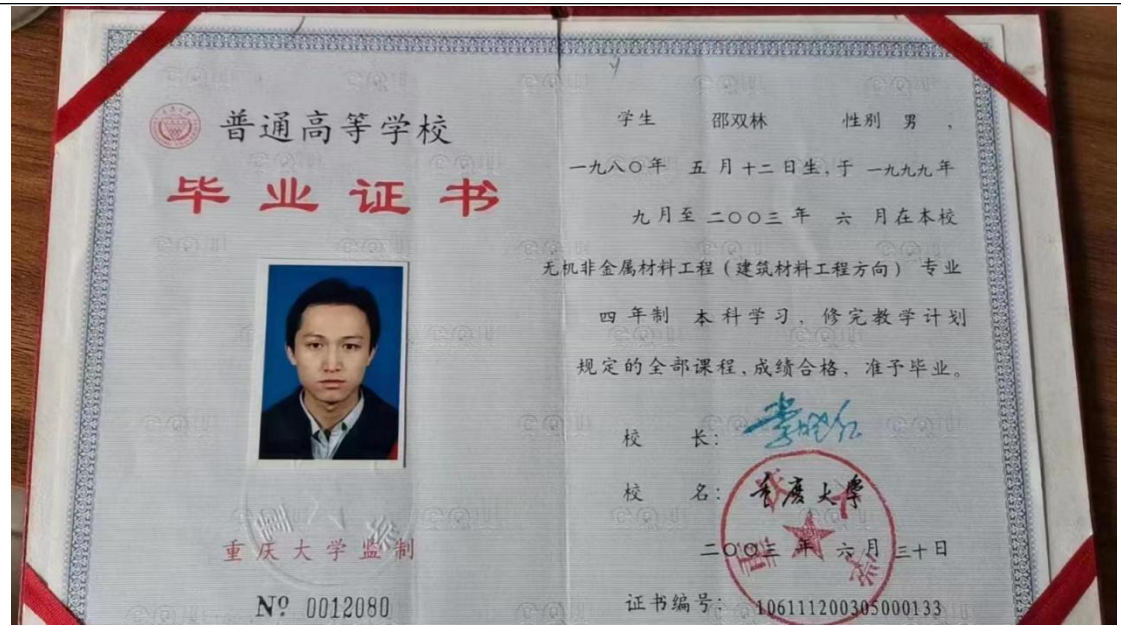 普通高等学校
毕业证书
重庆大学监制
Nº 0012080
学生 邵双林 性别 男 ,
一九八〇年 五月十二日生,于 一九九九年
九月至二〇〇三年 六 月在本校
无机非金属材料工程(建筑材料工程方向) 专业
四年制 本科学习,修完教学计划
规定的全部课程,成绩合格,准予毕业。
校 长:
校 名: 重庆大学
二〇〇三年 六月三十日
证书编号: 106111200305000133